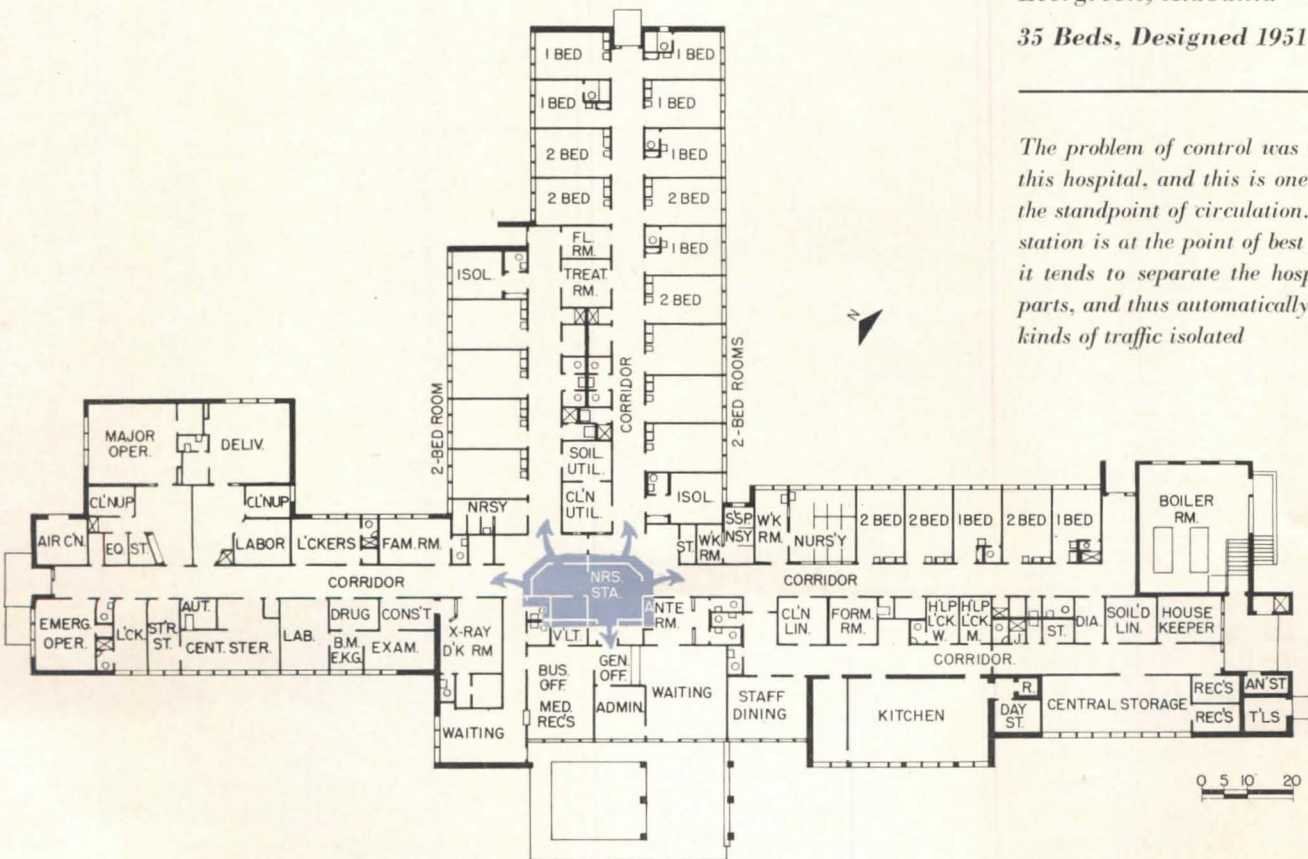 35 Beds, Designed 1951
The problem of control was
this hospital, and this is one
the standpoint of circulation.
station is at the point of best
it tends to separate the hosp
parts, and thus automatically
kinds of traffic isolated
1 BED
1 BED
1 BED
1 BED
2 BED
1 BED
2 BED
2 BED
FL. RM.
1 BED
ISOL.
TREAT. RM.
2 BED
N
2-BED ROOM
CORRIDOR
2-BED ROOMS
MAJOR OPER.
DELIV.
SOIL. UTIL.
CL'NUP
CL'NUP
NRSY
CL'N UTIL.
ISOL.
S'SP NSY
W'K RM.
NURS'Y
2 BED
2 BED
1 BED
2 BED
1 BED
BOILER RM.
AIR C'N.
EQ.
ST.
LABOR
L'CKERS
FAM. RM.
ST.
W'K RM.
CORRIDOR
NRS. STA.
CORRIDOR
EMERG. OPER.
L'CK.
ST'R. ST.
AUT.
CENT. STER.
LAB.
DRUG
CONS'T
B.M. E.KG.
EXAM.
X-RAY D'K RM
V'LT.
ANTE RM.
CL'N LIN.
FORM. RM.
H'LP L'CK. W.
H'LP L'CK. M.
J.
ST.
DIA.
SOIL'D LIN.
HOUSE KEEPER
CORRIDOR.
WAITING
BUS. OFF.
MED. REC'S
GEN. OFF.
ADMIN.
WAITING
STAFF DINING
KITCHEN
R.
DAY ST.
CENTRAL STORAGE
REC'S
REC'S
AN'ST
T'LS
0 5 10 20